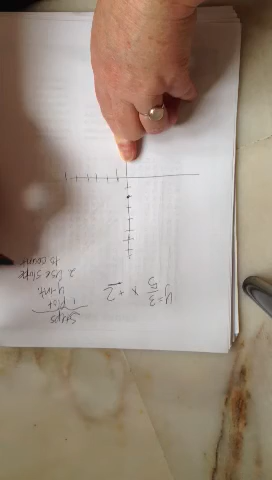 y = 3/5 x + 2
Steps
1. Plot
y-int
2. Use slope
to count